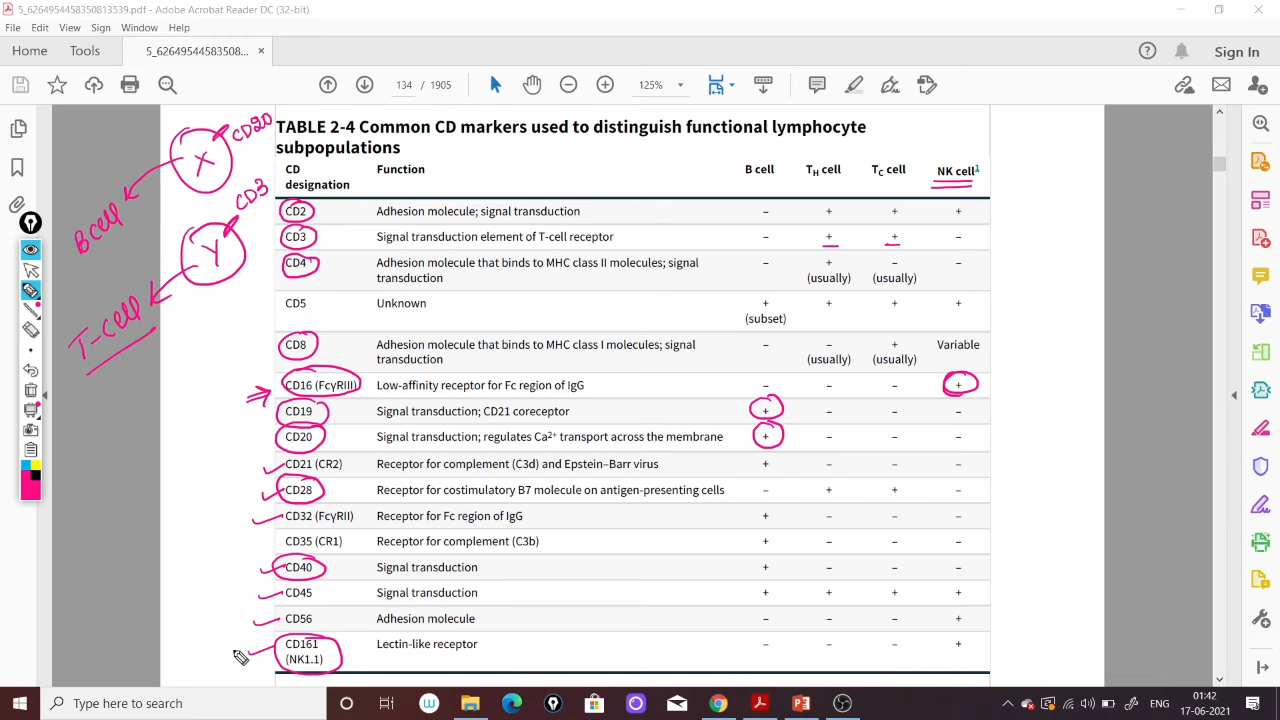 5_6264954458350813539.pdf - Adobe Acrobat Reader DC (32-bit)
File Edit View Sign Window Help
Home Tools 5_62649544583508... ×
Sign In
134 / 1905 125%
TABLE 2-4 Common CD markers used to distinguish functional lymphocyte
subpopulations
CD designation Function B cell TH cell TC cell NK cell1
CD2 Adhesion molecule; signal transduction – + + +
CD3 Signal transduction element of T-cell receptor – + + –
CD4 Adhesion molecule that binds to MHC class II molecules; signal – + – –
transduction (usually) (usually)
CD5 Unknown + + + +
(subset)
CD8 Adhesion molecule that binds to MHC class I molecules; signal – – + Variable
transduction (usually) (usually)
CD16 (FcγRIII) Low-affinity receptor for Fc region of IgG – – – +
CD19 Signal transduction; CD21 coreceptor + – – –
CD20 Signal transduction; regulates Ca2+ transport across the membrane + – – –
CD21 (CR2) Receptor for complement (C3d) and Epstein–Barr virus + – – –
CD28 Receptor for costimulatory B7 molecule on antigen-presenting cells – + + –
CD32 (FcγRII) Receptor for Fc region of IgG + – – –
CD35 (CR1) Receptor for complement (C3b) + – – –
CD40 Signal transduction + – – –
CD45 Signal transduction + + + +
CD56 Adhesion molecule – – – +
CD161 Lectin-like receptor – – – +
(NK1.1)
X
CD20
B cell
CD3
Y
T-cell
Type here to search
ENG
01:42
17-06-2021